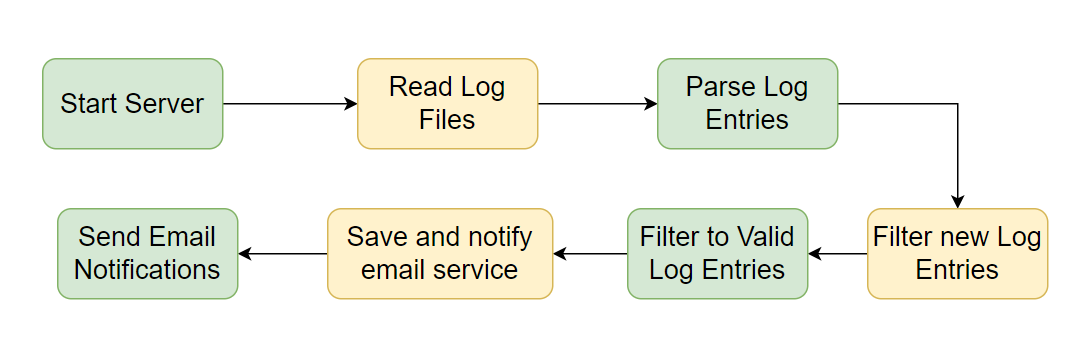 Start Server
Read Log
Files
Parse Log
Entries
Filter new Log
Entries
Filter to Valid
Log Entries
Save and notify
email service
Send Email
Notifications